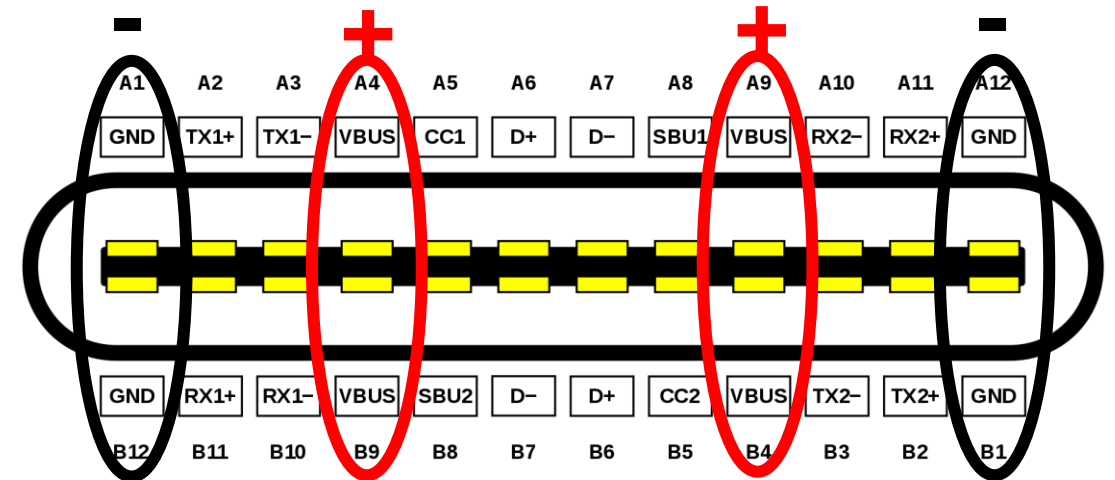 - + + -
A1 A2 A3 A4 A5 A6 A7 A8 A9 A10 A11 A12
GND TX1+ TX1− VBUS CC1 D+ D− SBU1 VBUS RX2− RX2+ GND
GND RX1+ RX1− VBUS SBU2 D− D+ CC2 VBUS TX2− TX2+ GND
B12 B11 B10 B9 B8 B7 B6 B5 B4 B3 B2 B1